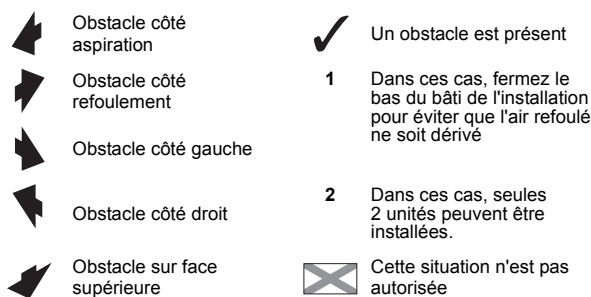 Obstacle côté
aspiration
Obstacle côté
refoulement
Obstacle côté gauche
Obstacle côté droit
Obstacle sur face
supérieure
Un obstacle est présent
1 Dans ces cas, fermez le
bas du bâti de l'installation
pour éviter que l'air refoulé
ne soit dérivé
2 Dans ces cas, seules
2 unités peuvent être
installées.
Cette situation n'est pas
autorisée